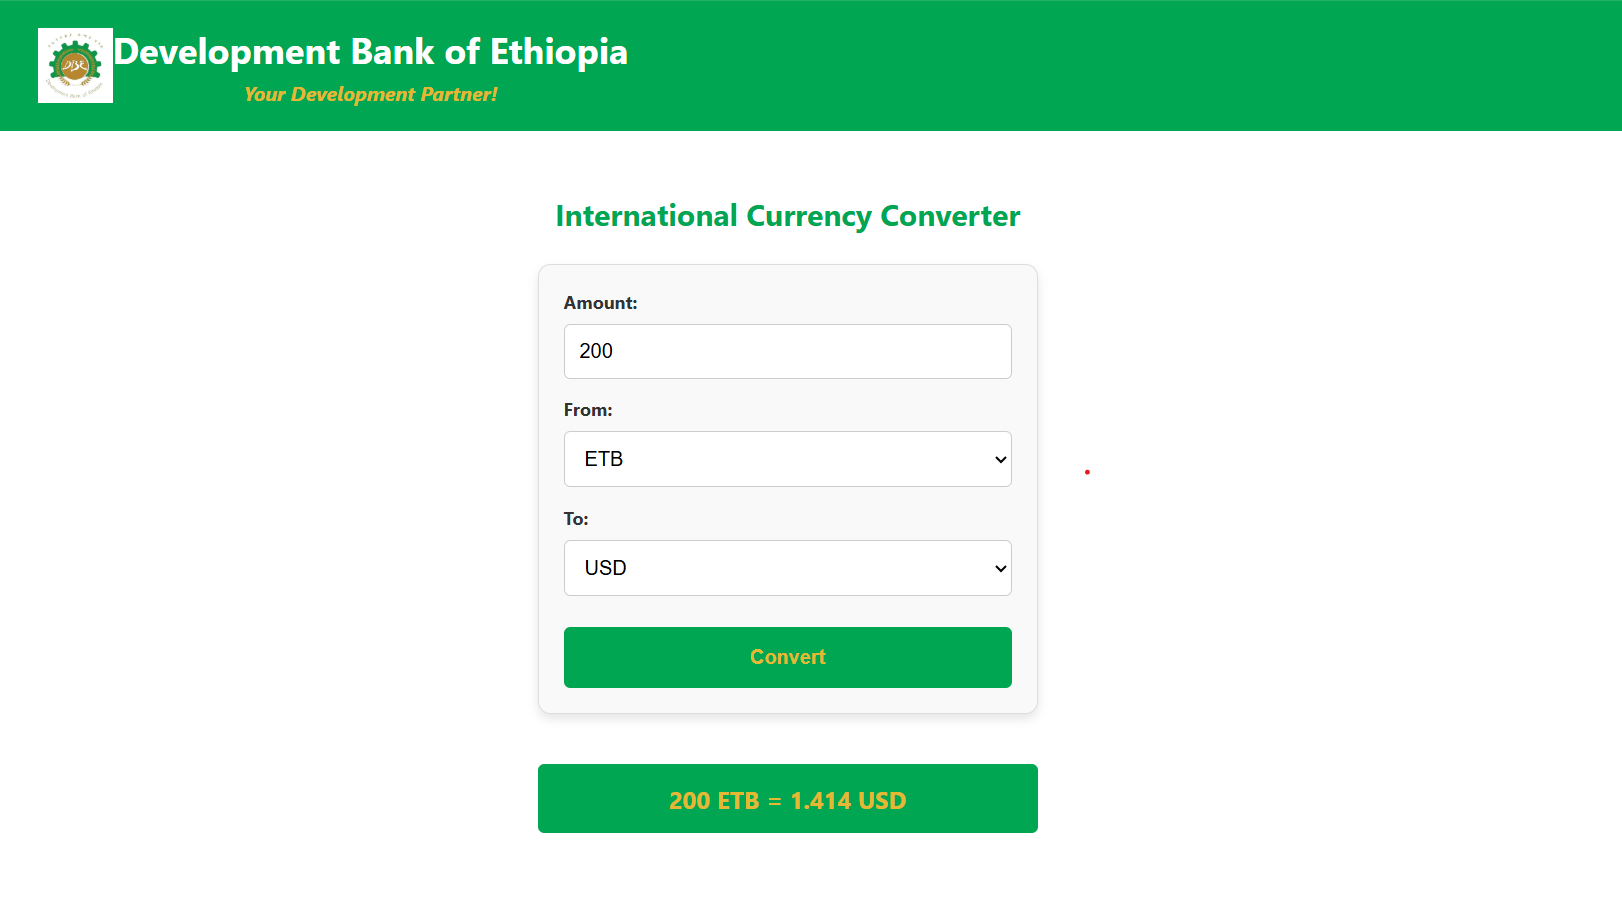 Development Bank of Ethiopia
Your Development Partner!
International Currency Converter
Amount:
200
From:
ETB
To:
USD
Convert
200 ETB = 1.414 USD